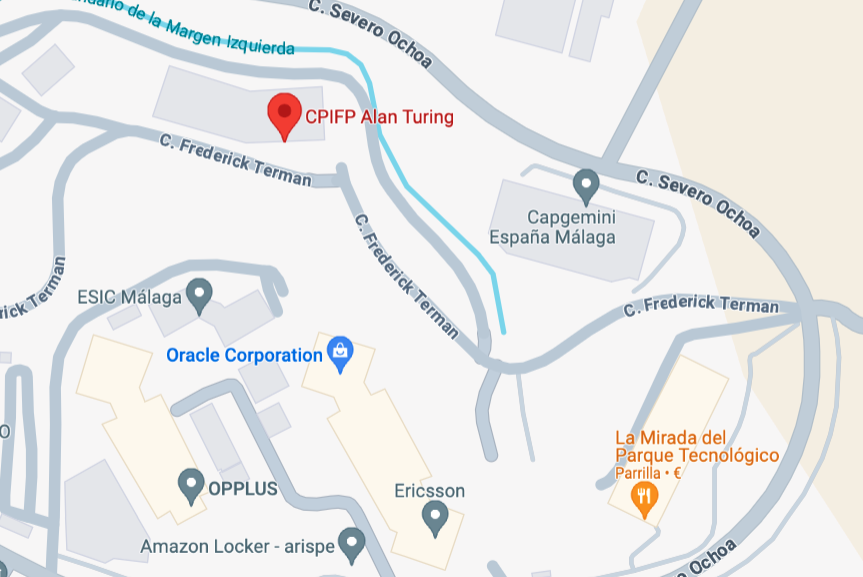 ndario de la Margen Izquierda
C. Severo Ochoa
CPIFP Alan Turing
C. Frederick Terman
C. Severo Ochoa
Capgemini
España Málaga
C. Frederick Terman
rick Terman
ESIC Málaga
C. Frederick Terman
Oracle Corporation
O
La Mirada del
Parque Tecnológico
Parrilla • €
OPPLUS
Ericsson
Amazon Locker - arispe
ero Ochoa